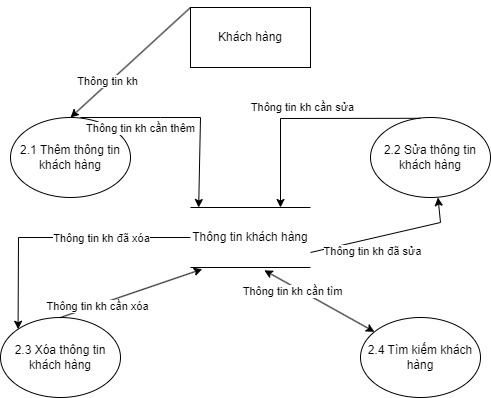 Khách hàng
Thông tin kh
Thông tin kh cần sửa
Thông tin kh cần thêm
2.1 Thêm thông tin
khách hàng
2.2 Sửa thông tin
khách hàng
Thông tin khách hàng
Thông tin kh đã xóa
Thông tin kh đã sửa
Thông tin kh cần tìm
Thông tin kh cần xóa
2.3 Xóa thông tin
khách hàng
2.4 Tìm kiếm khách
hàng